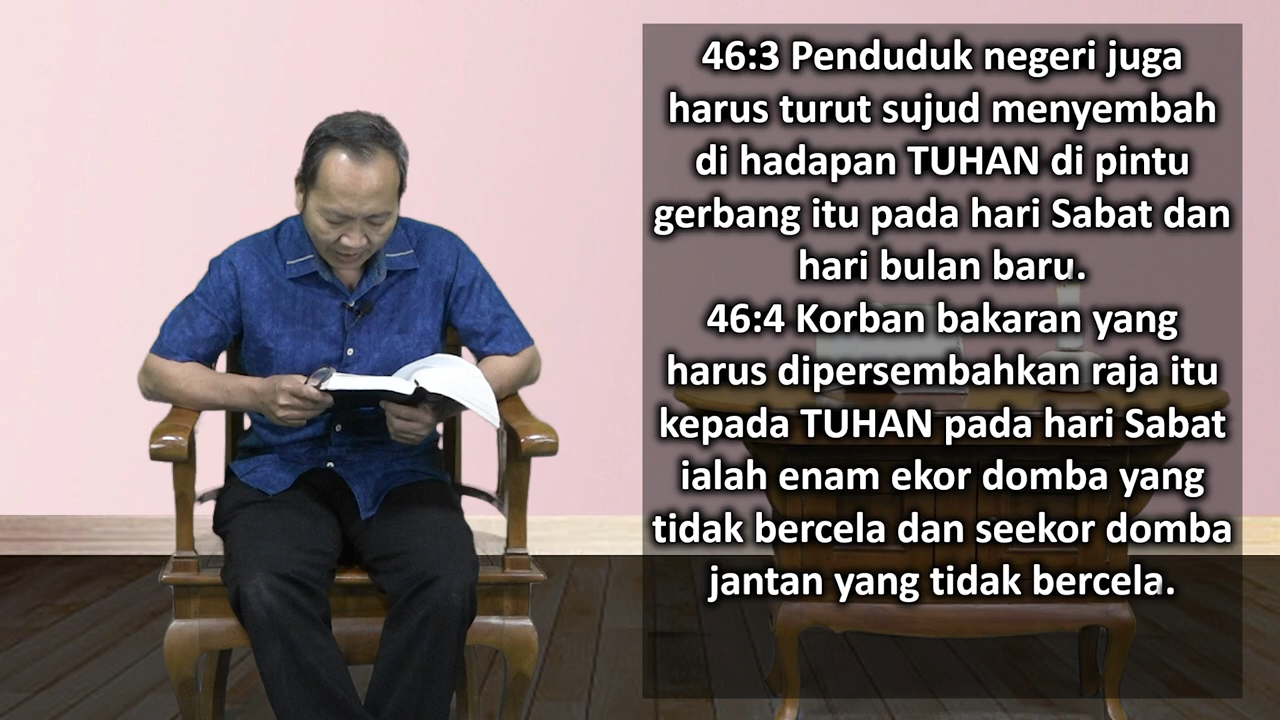 46:3 Penduduk negeri juga
harus turut sujud menyembah
di hadapan TUHAN di pintu
gerbang itu pada hari Sabat dan
hari bulan baru.
46:4 Korban bakaran yang
harus dipersembahkan raja itu
kepada TUHAN pada hari Sabat
ialah enam ekor domba yang
tidak bercela dan seekor domba
jantan yang tidak bercela.